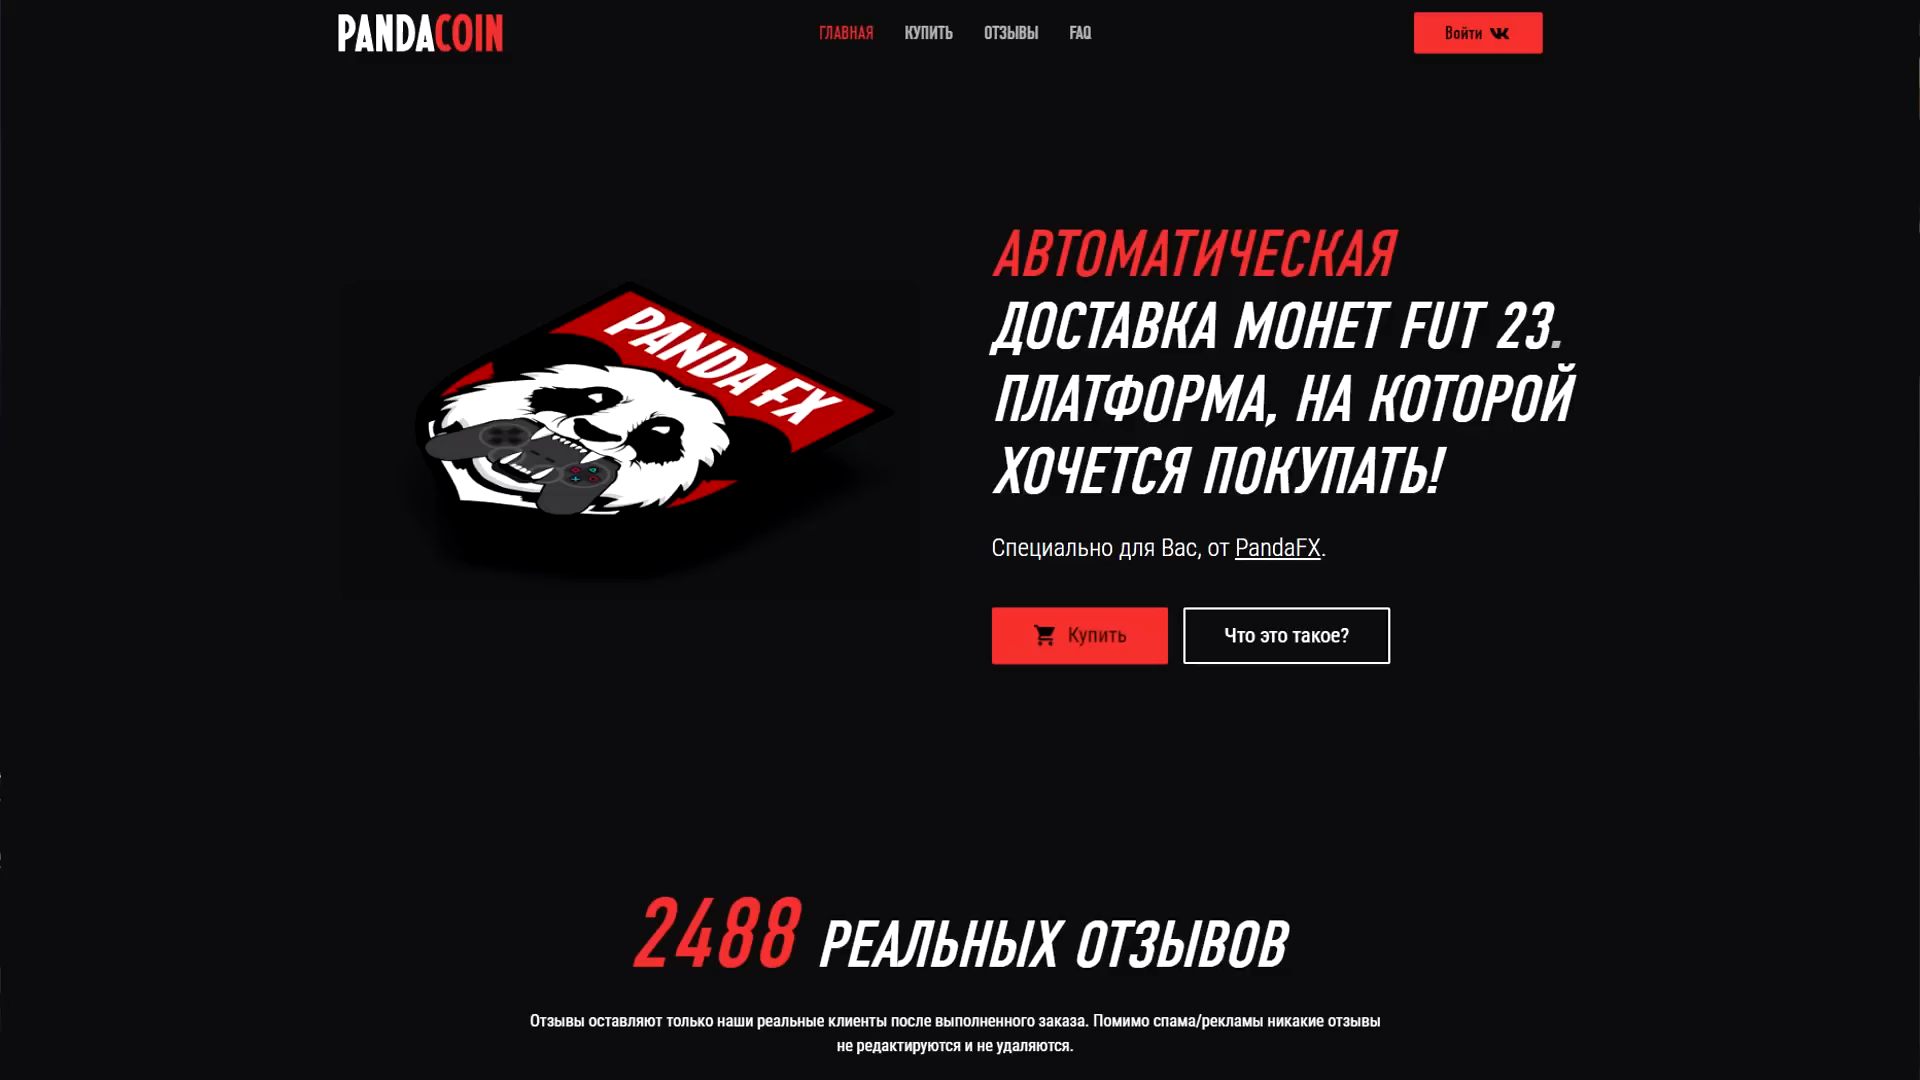 PANDACOIN
ГЛАВНАЯ
КУПИТЬ
ОТЗЫВЫ
FAQ
Войти
PANDA FX
АВТОМАТИЧЕСКАЯ
ДОСТАВКА МОНЕТ FUT 23.
ПЛАТФОРМА, НА КОТОРОЙ
ХОЧЕТСЯ ПОКУПАТЬ!
Специально для Вас, от PandaFX.
Купить
Что это такое?
2488 РЕАЛЬНЫХ ОТЗЫВОВ
Отзывы оставляют только наши реальные клиенты после выполненного заказа. Помимо спама/рекламы никакие отзывы
не редактируются и не удаляются.